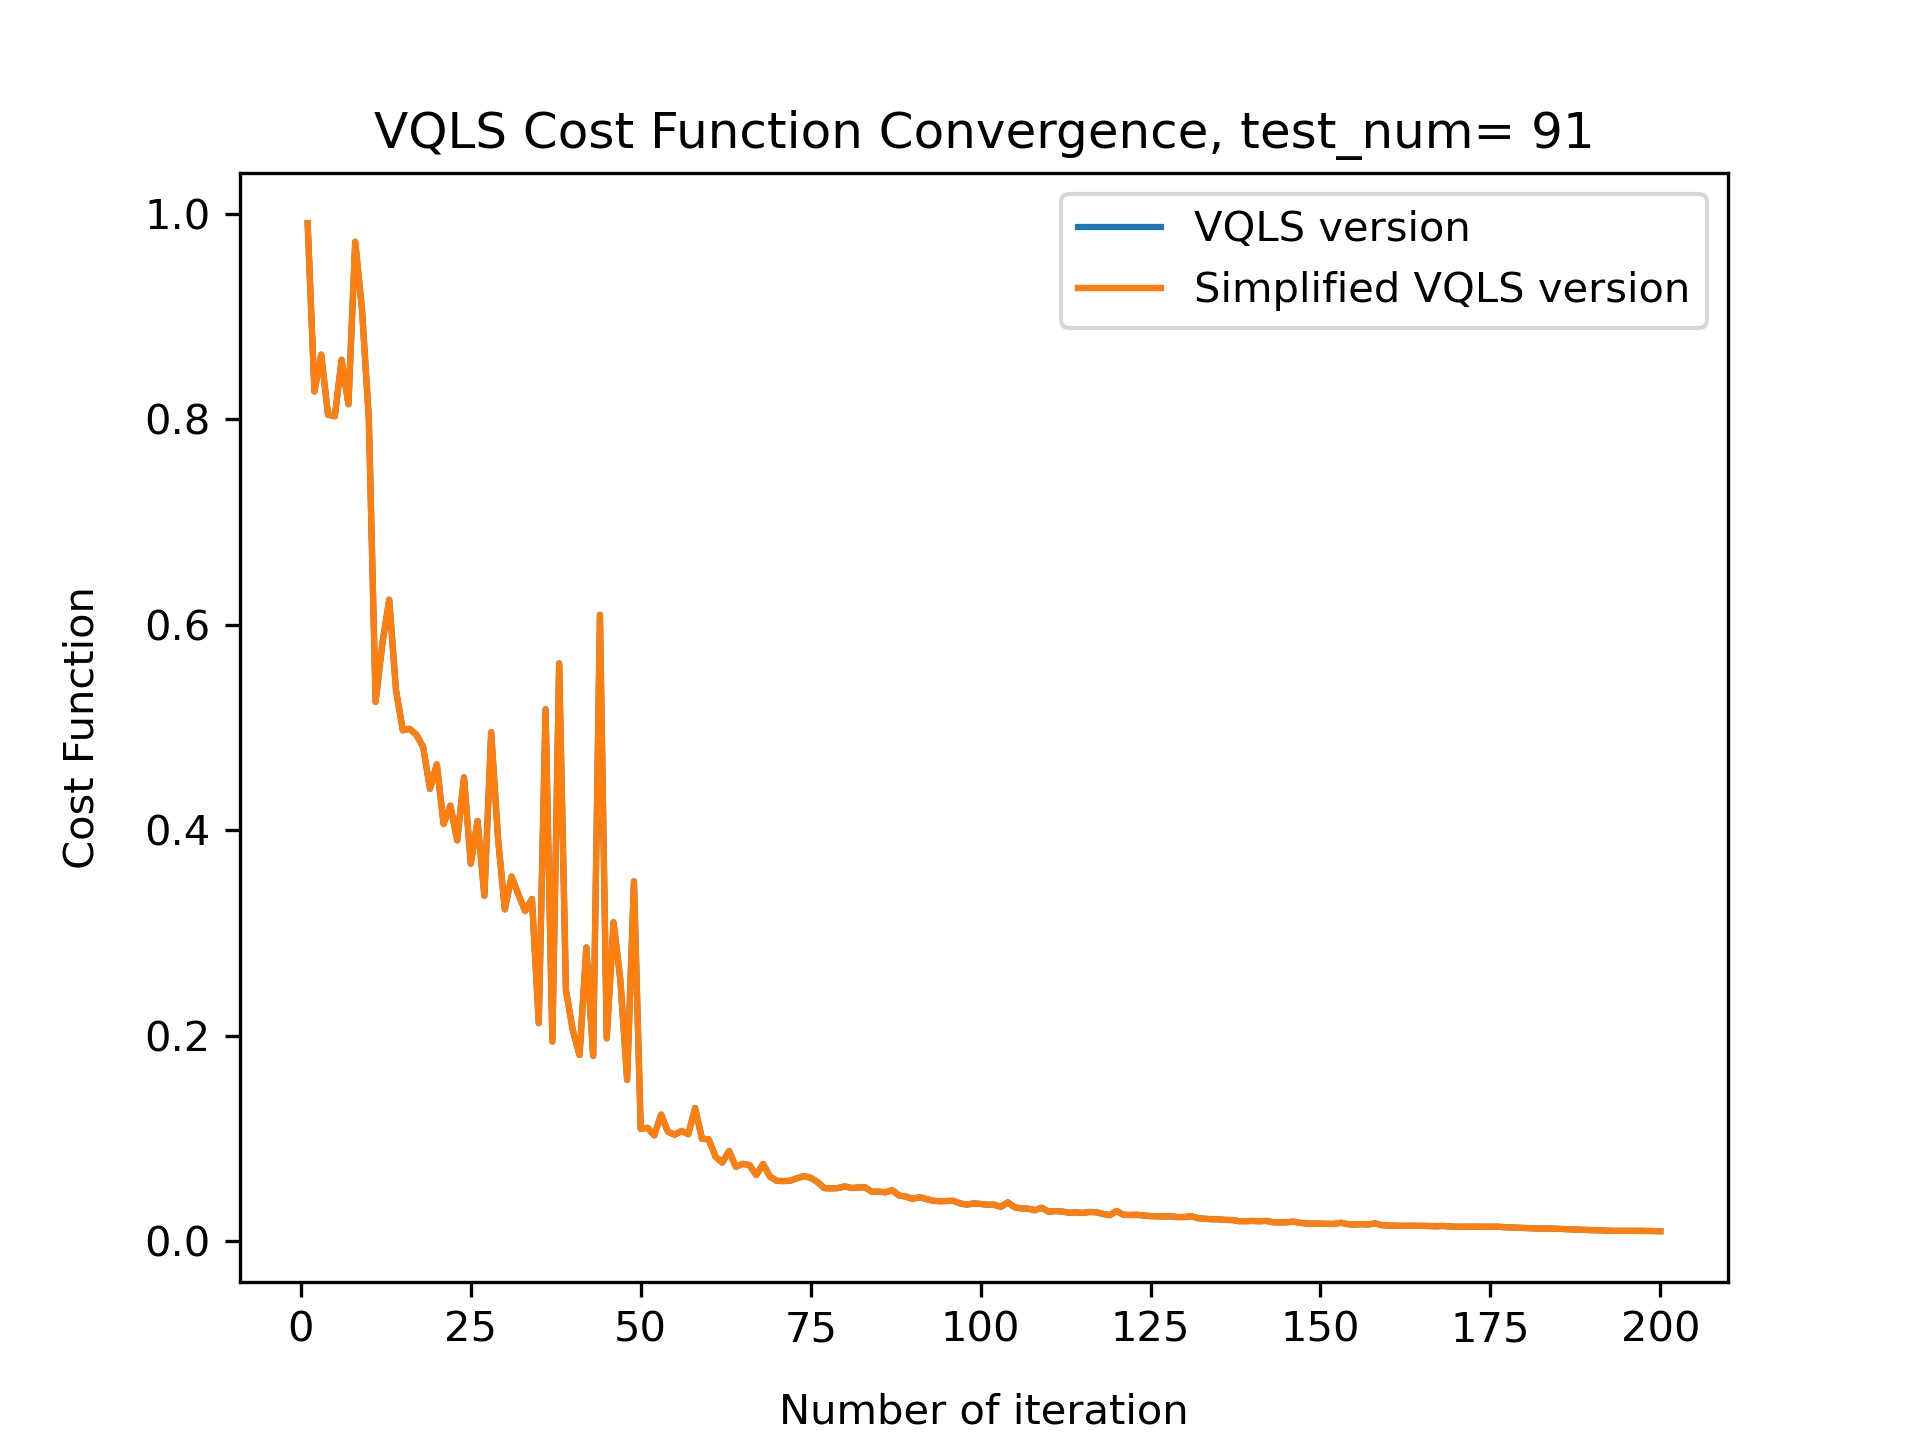 VQLS Cost Function Convergence, test_num= 91
VQLS version
Simplified VQLS version
Cost Function
1.0
0.8
0.6
0.4
0.2
0.0
0 25 50 75 100 125 150 175 200
Number of iteration